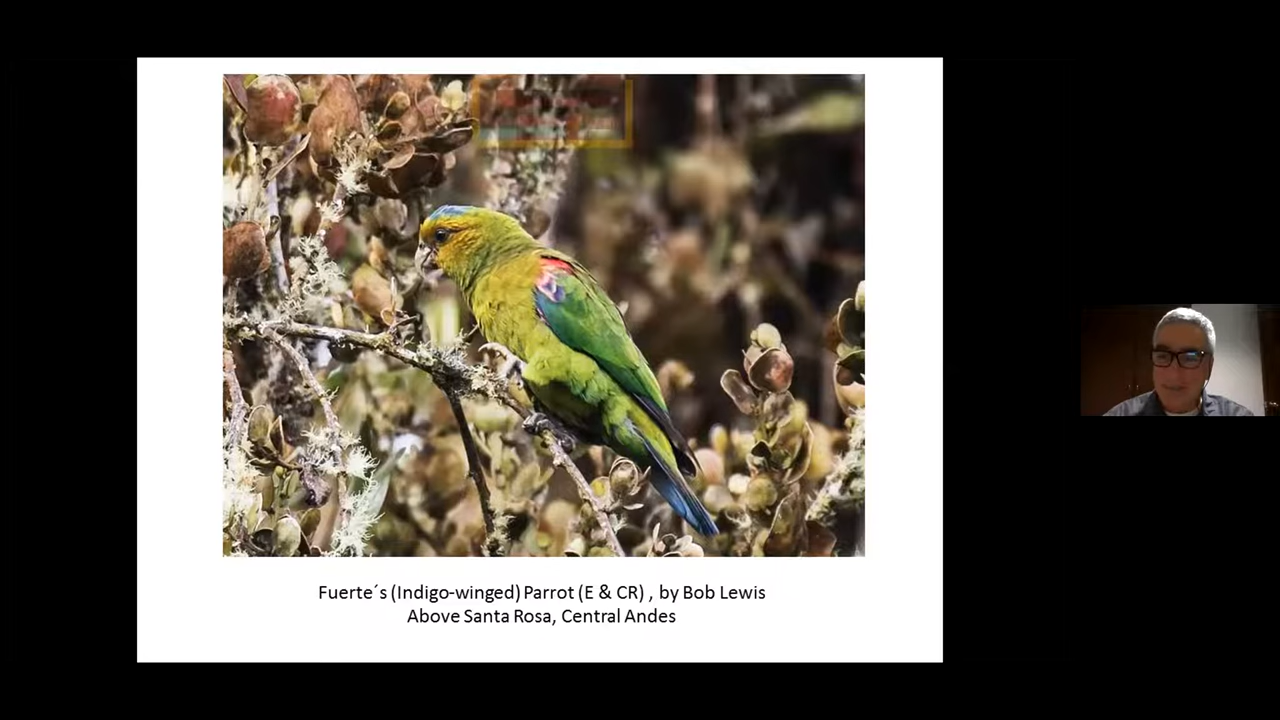 Fuerte´s (Indigo-winged) Parrot (E & CR) , by Bob Lewis
Above Santa Rosa, Central Andes